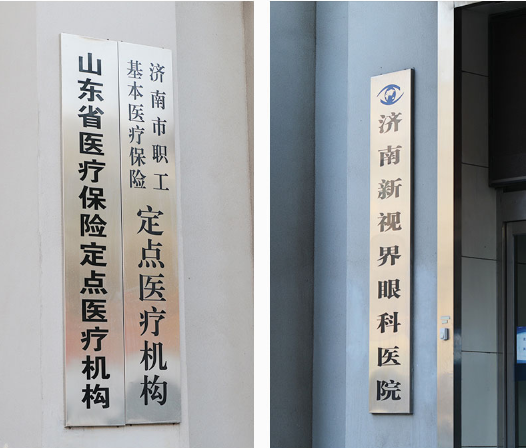 山东省医疗保险定点医疗机构
济南市职工
基本医疗保险
定点医疗机构
济南新视界眼科医院